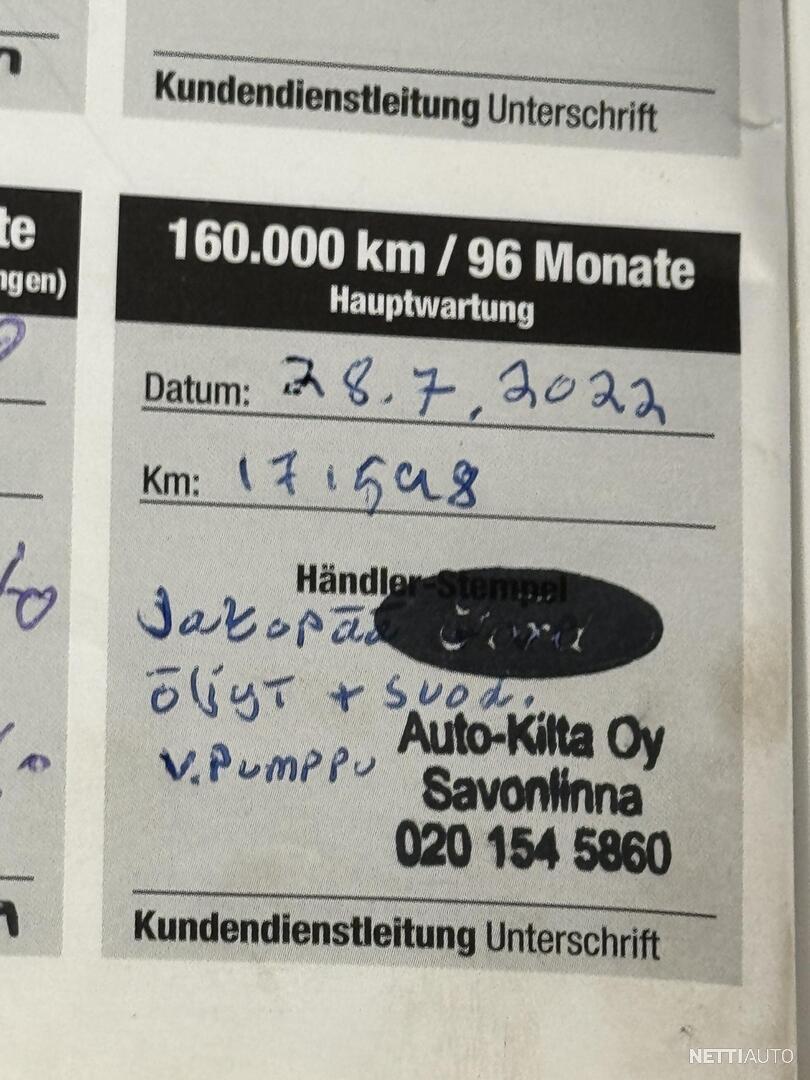 Kundendienstleitung Unterschrift
te
ngen)
160.000 km / 96 Monate
Hauptwartung
Datum: 28.7.2022
Km:
Händler-Stempel
Jakopää
Ford
öljyt + suod.
v.pumppu
Auto-Kilta Oy
Savonlinna
020 154 5860
Kundendienstleitung Unterschrift
NETTIAUTO